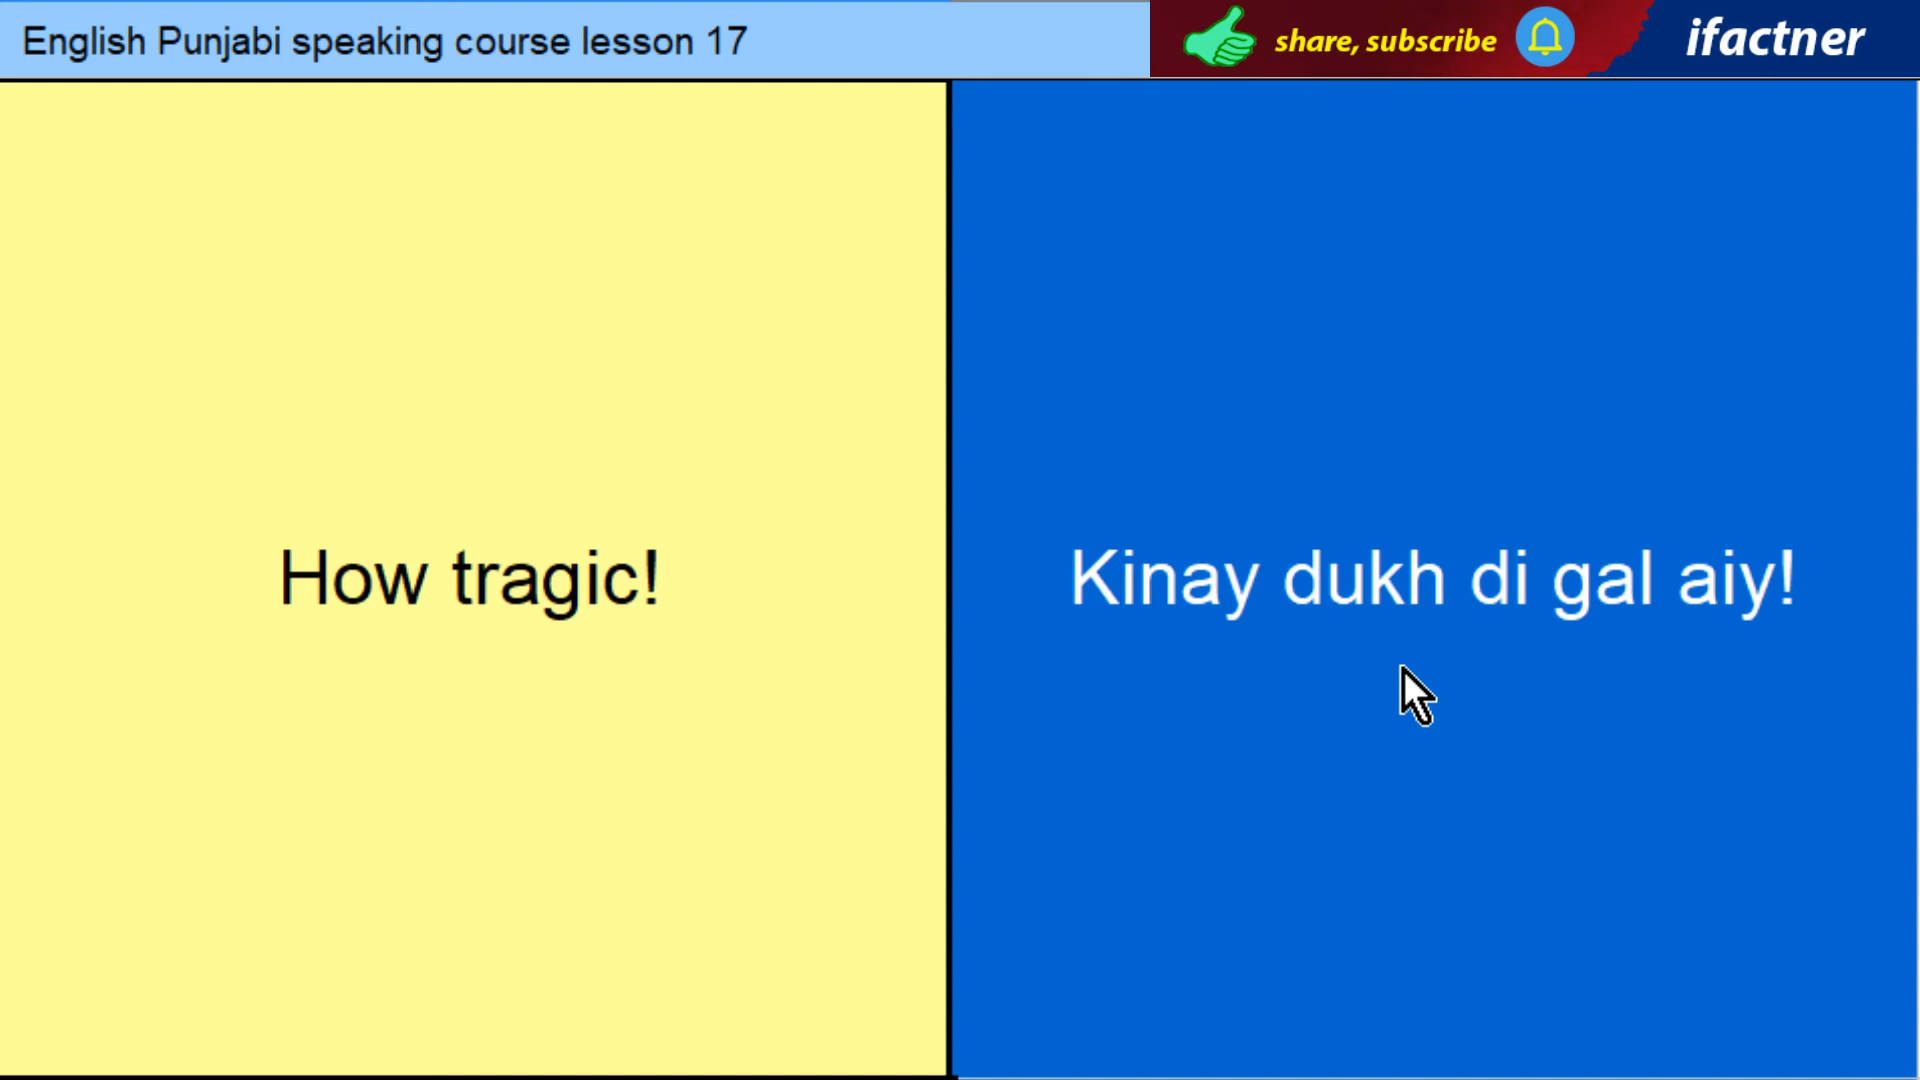 English Punjabi speaking course lesson 17
share, subscribe
ifactner
How tragic!
Kinay dukh di gal aiy!